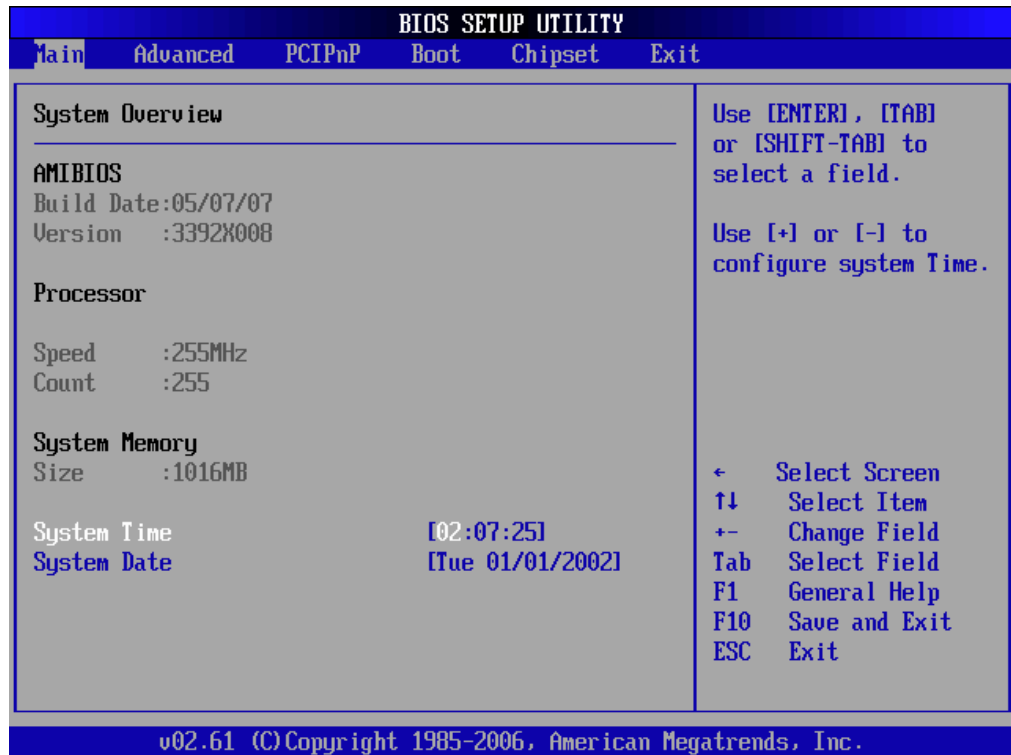 BIOS SETUP UTILITY
Main Advanced PCIPnP Boot Chipset Exit
System Overview
AMIBIOS
Build Date:05/07/07
Version :3392X008
Processor
Speed :255MHz
Count :255
System Memory
Size :1016MB
System Time [02:07:25]
System Date [Tue 01/01/2002]
Use [ENTER], [TAB]
or [SHIFT-TAB] to
select a field.
Use [+] or [-] to
configure system Time.
← Select Screen
↑↓ Select Item
+- Change Field
Tab Select Field
F1 General Help
F10 Save and Exit
ESC Exit
v02.61 (C)Copyright 1985-2006, American Megatrends, Inc.